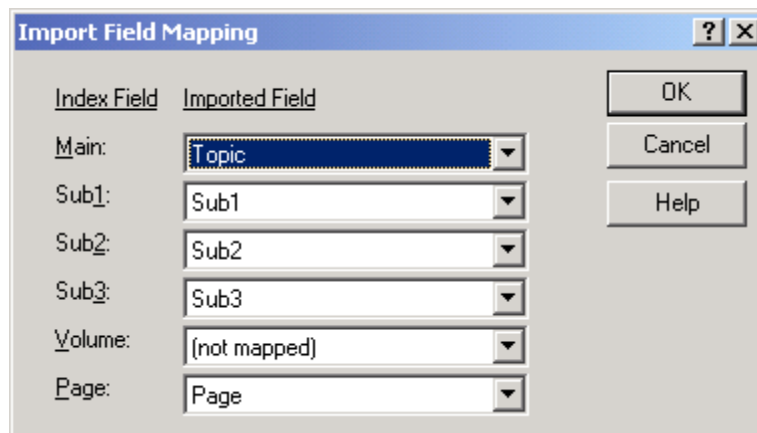 Import Field Mapping
Index Field Imported Field
Main: Topic
Sub1: Sub1
Sub2: Sub2
Sub3: Sub3
Volume: (not mapped)
Page: Page
OK
Cancel
Help